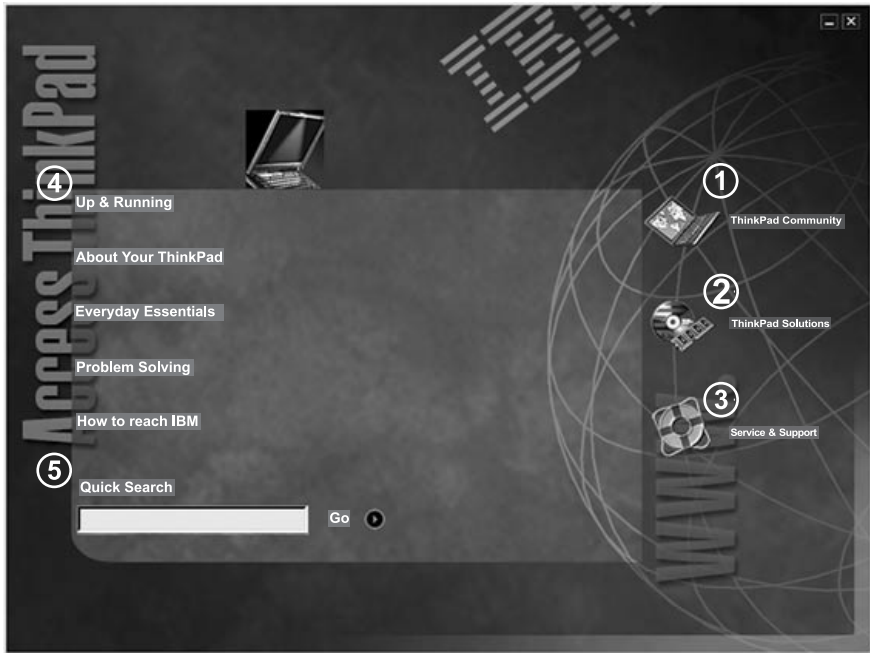 IBM
Access ThinkPad
4
Up & Running
About Your ThinkPad
Everyday Essentials
Problem Solving
How to reach IBM
5
Quick Search
Go
1
ThinkPad Community
2
ThinkPad Solutions
3
Service & Support
WWW